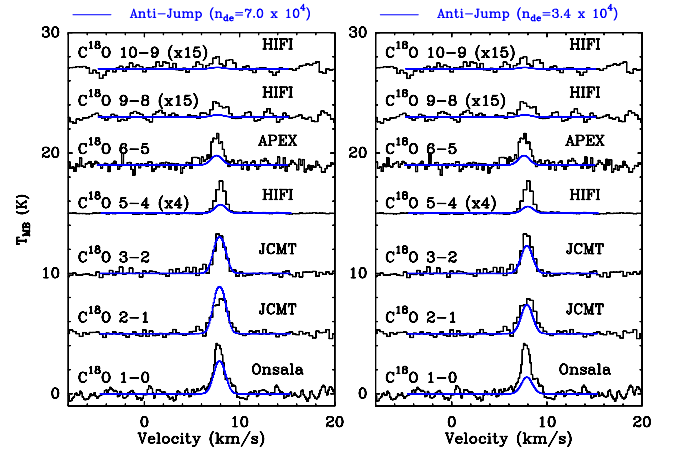 Anti-Jump (n_de=7.0 x 10^4) Anti-Jump (n_de=3.4 x 10^4)
30
C^18O 10-9 (x15) HIFI C^18O 10-9 (x15) HIFI
C^18O 9-8 (x15) HIFI C^18O 9-8 (x15) HIFI
20 C^18O 6-5 APEX 20 C^18O 6-5 APEX
C^18O 5-4 (x4) HIFI C^18O 5-4 (x4) HIFI
T_MB (K)
10 C^18O 3-2 JCMT 10 C^18O 3-2 JCMT
C^18O 2-1 JCMT C^18O 2-1 JCMT
0 C^18O 1-0 Onsala 0 C^18O 1-0 Onsala
0 10 20 0 10 20
Velocity (km/s) Velocity (km/s)